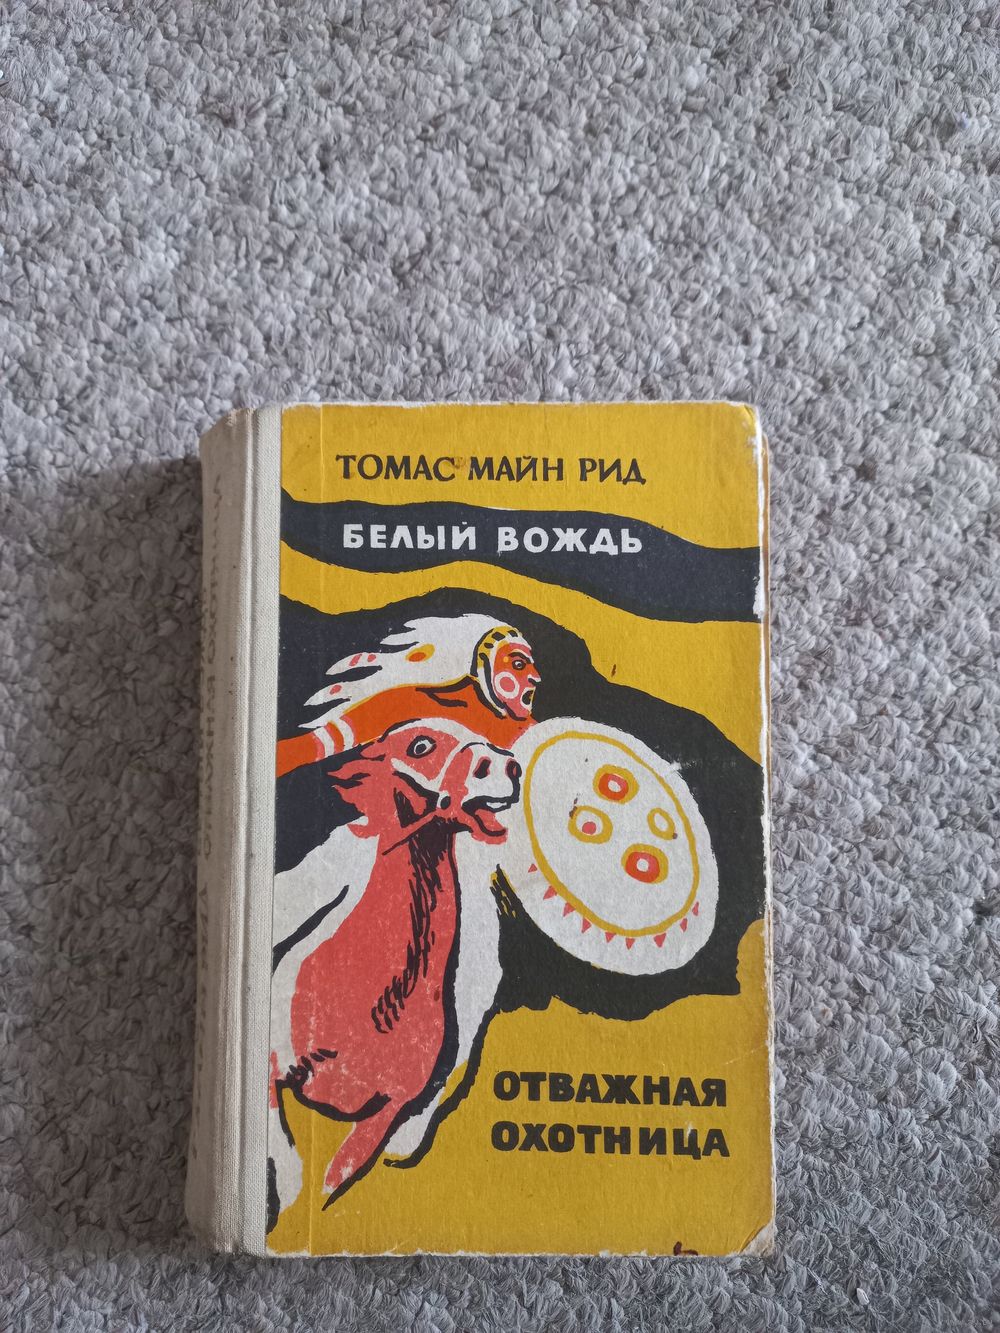 ТОМАС МАЙН РИД
БЕЛЫЙ ВОЖДЬ
ОТВАЖНАЯ
ОХОТНИЦА